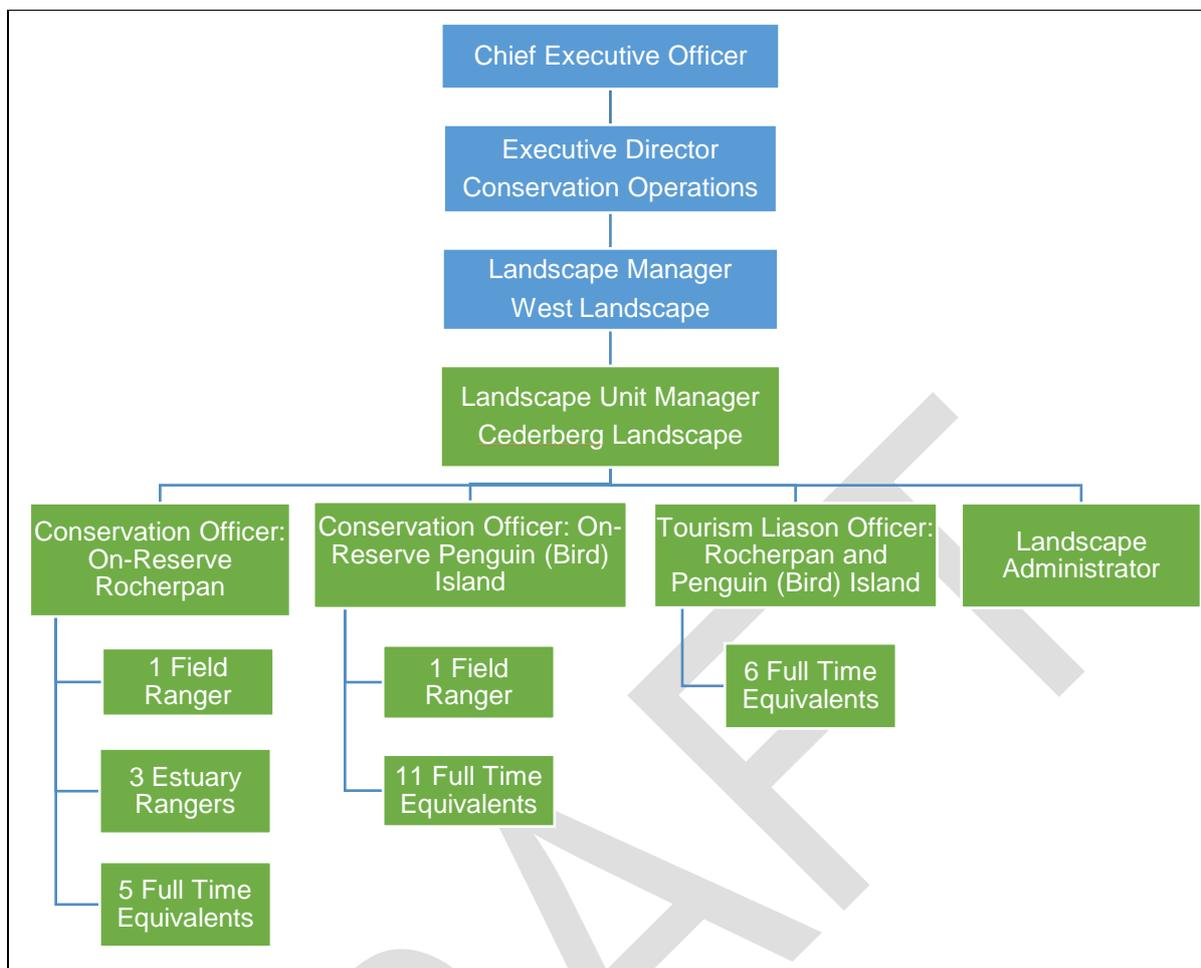 Chief Executive Officer
Executive Director
Conservation Operations
Landscape Manager
West Landscape
Landscape Unit Manager
Cederberg Landscape
Conservation Officer:
On-Reserve
Rocherpan
Conservation Officer: On-
Reserve Penguin (Bird)
Island
Tourism Liason Officer:
Rocherpan and
Penguin (Bird) Island
Landscape
Administrator
1 Field
Ranger
3 Estuary
Rangers
5 Full Time
Equivalents
1 Field
Ranger
11 Full Time
Equivalents
6 Full Time
Equivalents
RAFT